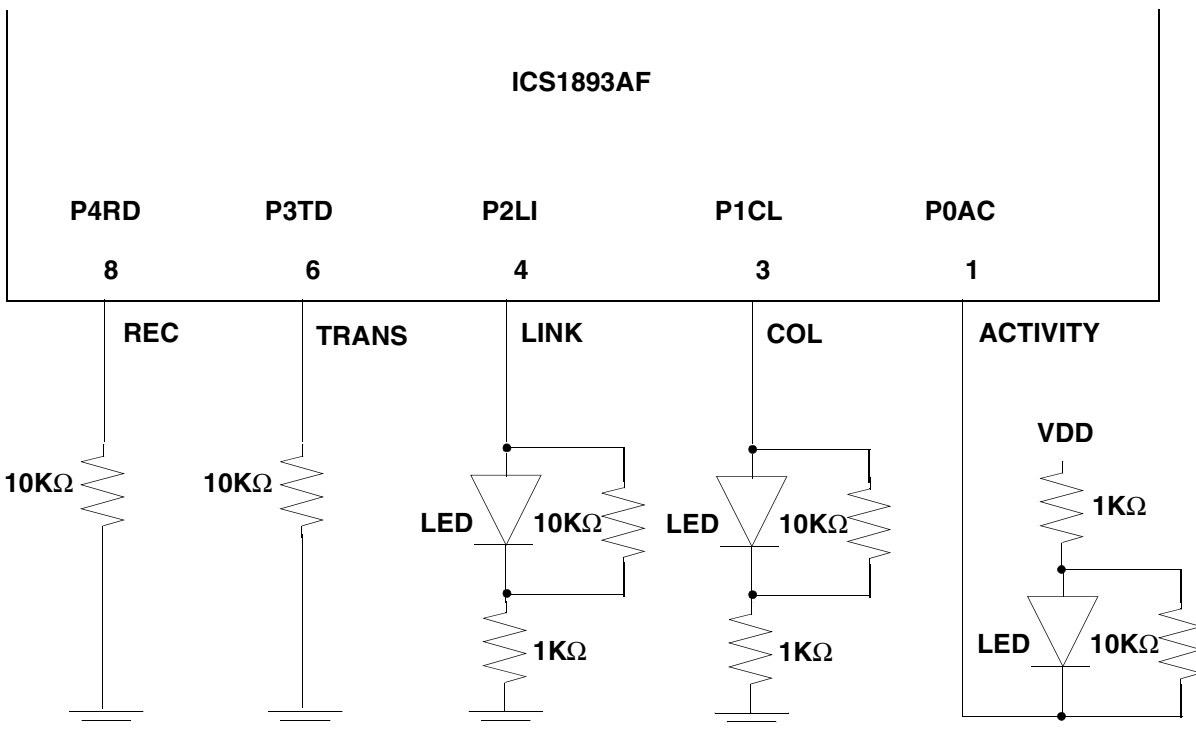 ICS1893AF
P4RD P3TD P2LI P1CL P0AC
8 6 4 3 1
REC TRANS LINK COL ACTIVITY
VDD
10KΩ 10KΩ 1KΩ
LED 10KΩ LED 10KΩ
1KΩ 1KΩ LED 10KΩ